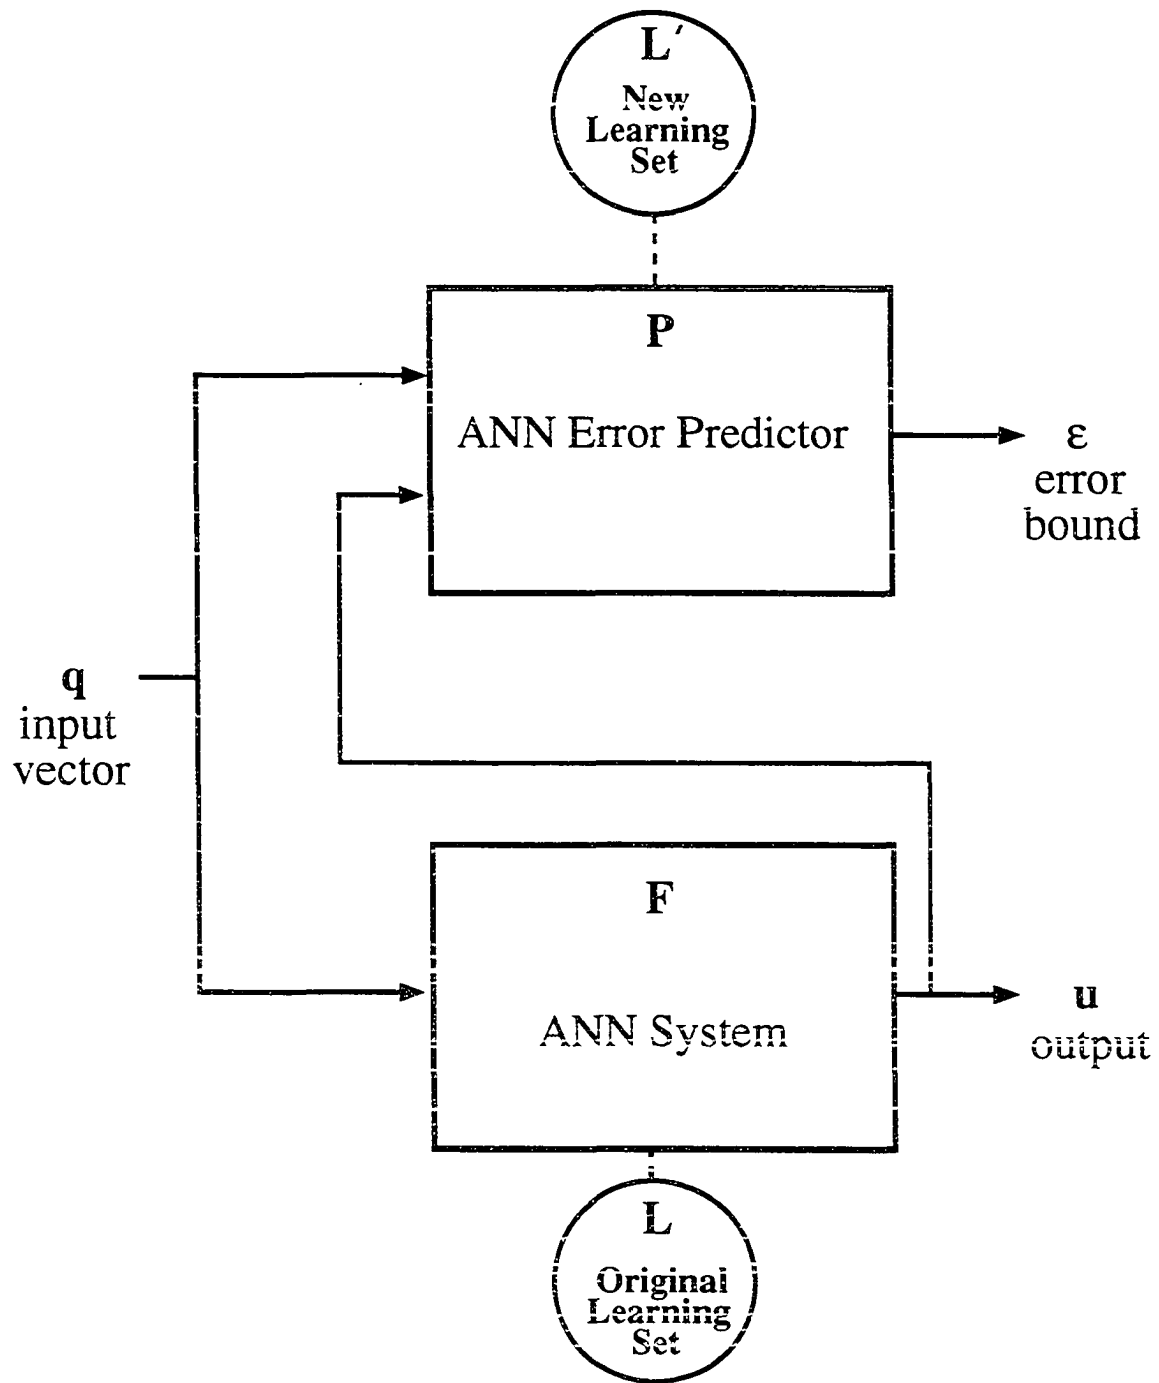 L′
New
Learning
Set
P
ANN Error Predictor
ε
error
bound
q
input
vector
F
ANN System
u
output
L
Original
Learning
Set